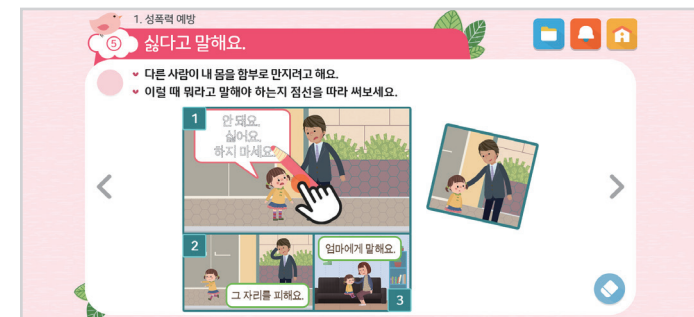 1. 성폭력 예방
5 싫다고 말해요.
다른 사람이 내 몸을 함부로 만지려고 해요.
이럴 때 뭐라고 말해야 하는지 점선을 따라 써보세요.
1
안 돼요.
싫어요.
하지 마세요
2
그 자리를 피해요.
엄마에게 말해요.
3